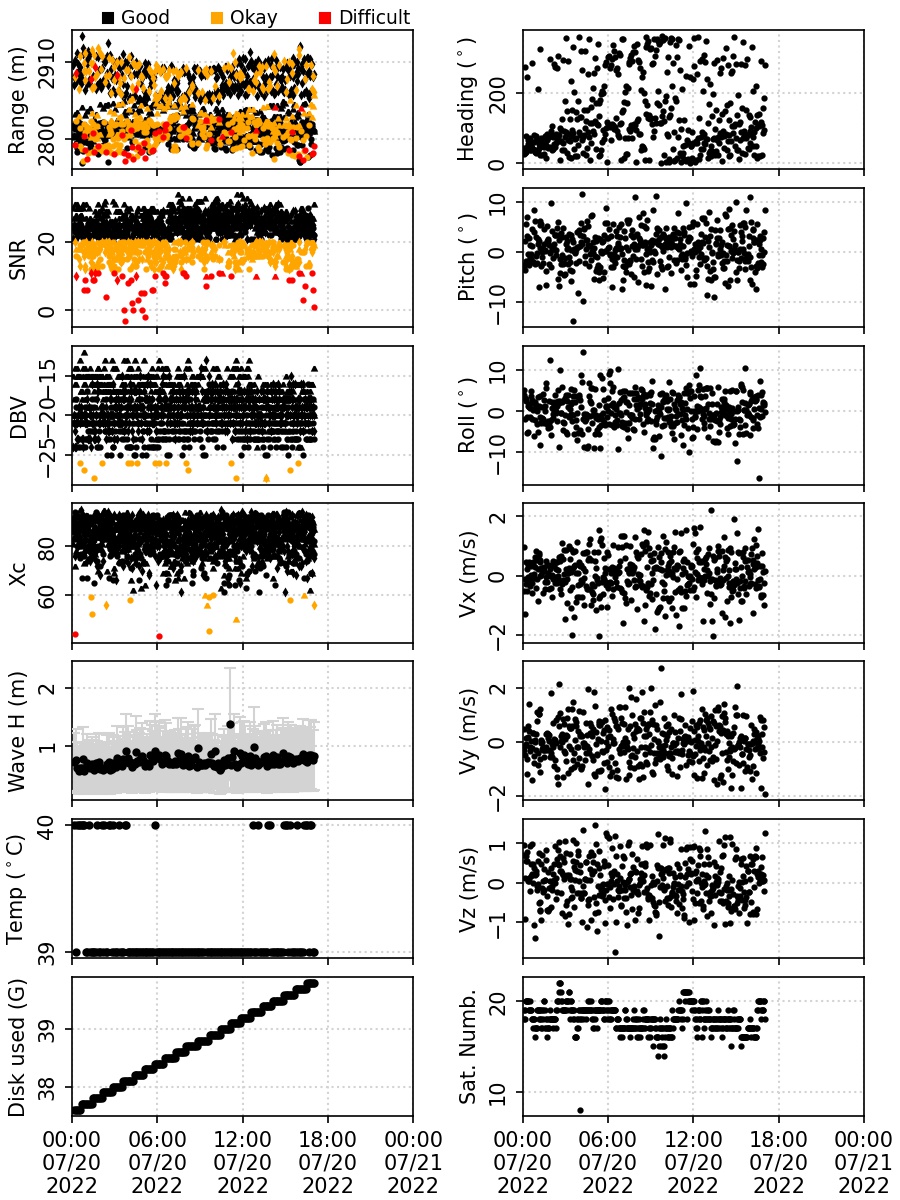 Good Okay Difficult
Range (m)
2910
2800
SNR
20
0
DBV
−15
−20
−25
Xc
80
60
Wave H (m)
2
1
Temp (°C)
40
39
Disk used (G)
39
38
00:00 06:00 12:00 18:00 00:00
07/20 07/20 07/20 07/20 07/21
2022 2022 2022 2022 2022
Heading (°)
200
0
Pitch (°)
10
0
−10
Roll (°)
10
0
−10
Vx (m/s)
2
0
−2
Vy (m/s)
2
0
−2
Vz (m/s)
1
0
−1
Sat. Numb.
20
10
00:00 06:00 12:00 18:00 00:00
07/20 07/20 07/20 07/20 07/21
2022 2022 2022 2022 2022